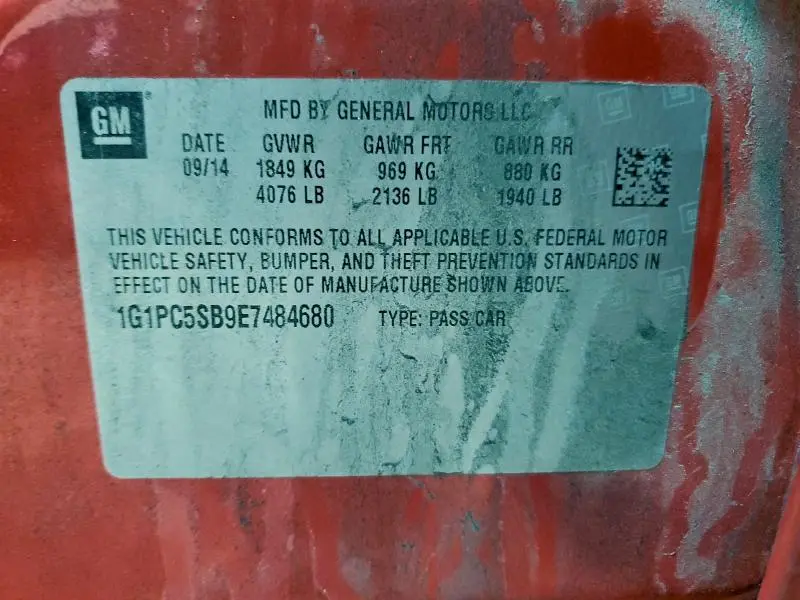 GM MFD BY GENERAL MOTORS LLC
DATE GVWR GAWR FRT GAWR RR
09/14 1849 KG 969 KG 880 KG
4076 LB 2136 LB 1940 LB
THIS VEHICLE CONFORMS TO ALL APPLICABLE U.S. FEDERAL MOTOR
VEHICLE SAFETY, BUMPER, AND THEFT PREVENTION STANDARDS IN
EFFECT ON THE DATE OF MANUFACTURE SHOWN ABOVE.
1G1PC5SB9E7484680 TYPE: PASS CAR